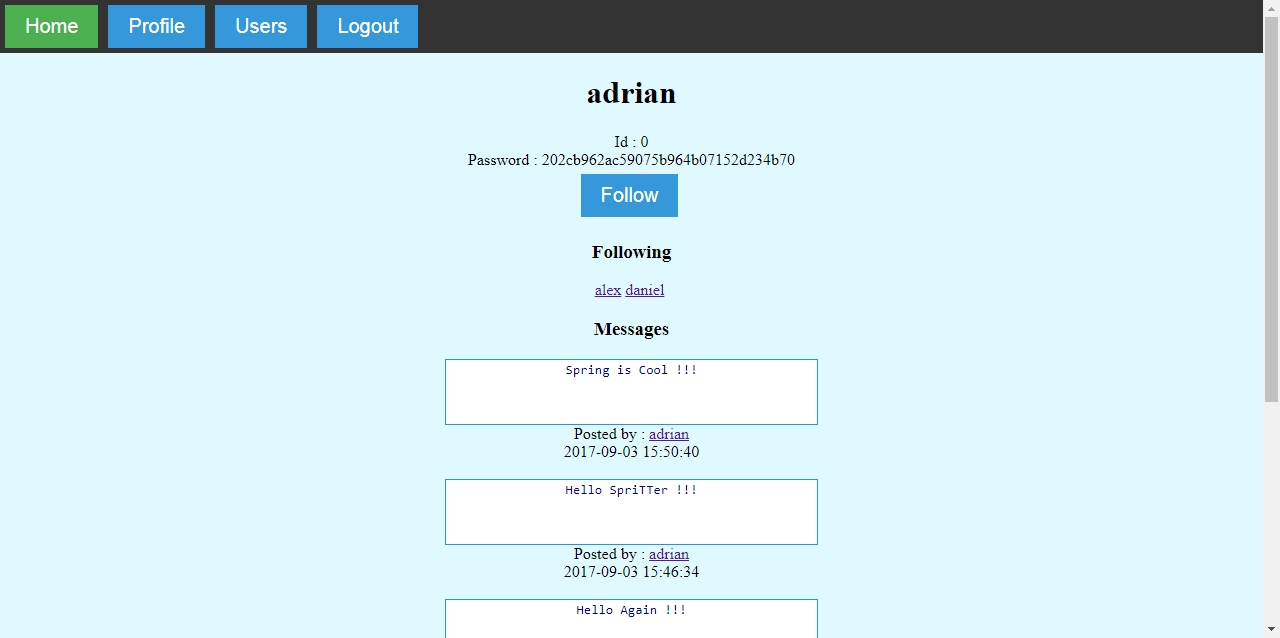 Home Profile Users Logout
adrian
Id : 0
Password : 202cb962ac59075b964b07152d234b70
Follow
Following
alex daniel
Messages
Spring is Cool !!!
Posted by : adrian
2017-09-03 15:50:40
Hello SpriTTer !!!
Posted by : adrian
2017-09-03 15:46:34
Hello Again !!!